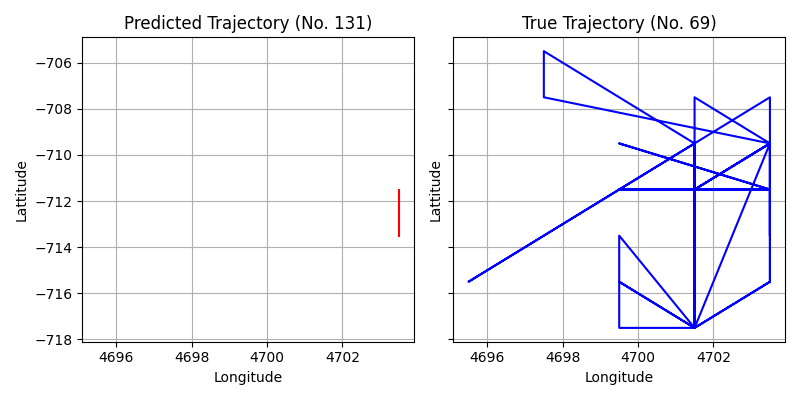 Predicted Trajectory (No. 131)
True Trajectory (No. 69)
−706
−708
−710
−712
−714
−716
−718
Lattitude
Lattitude
4696
4698
4700
4702
4696
4698
4700
4702
Longitude
Longitude